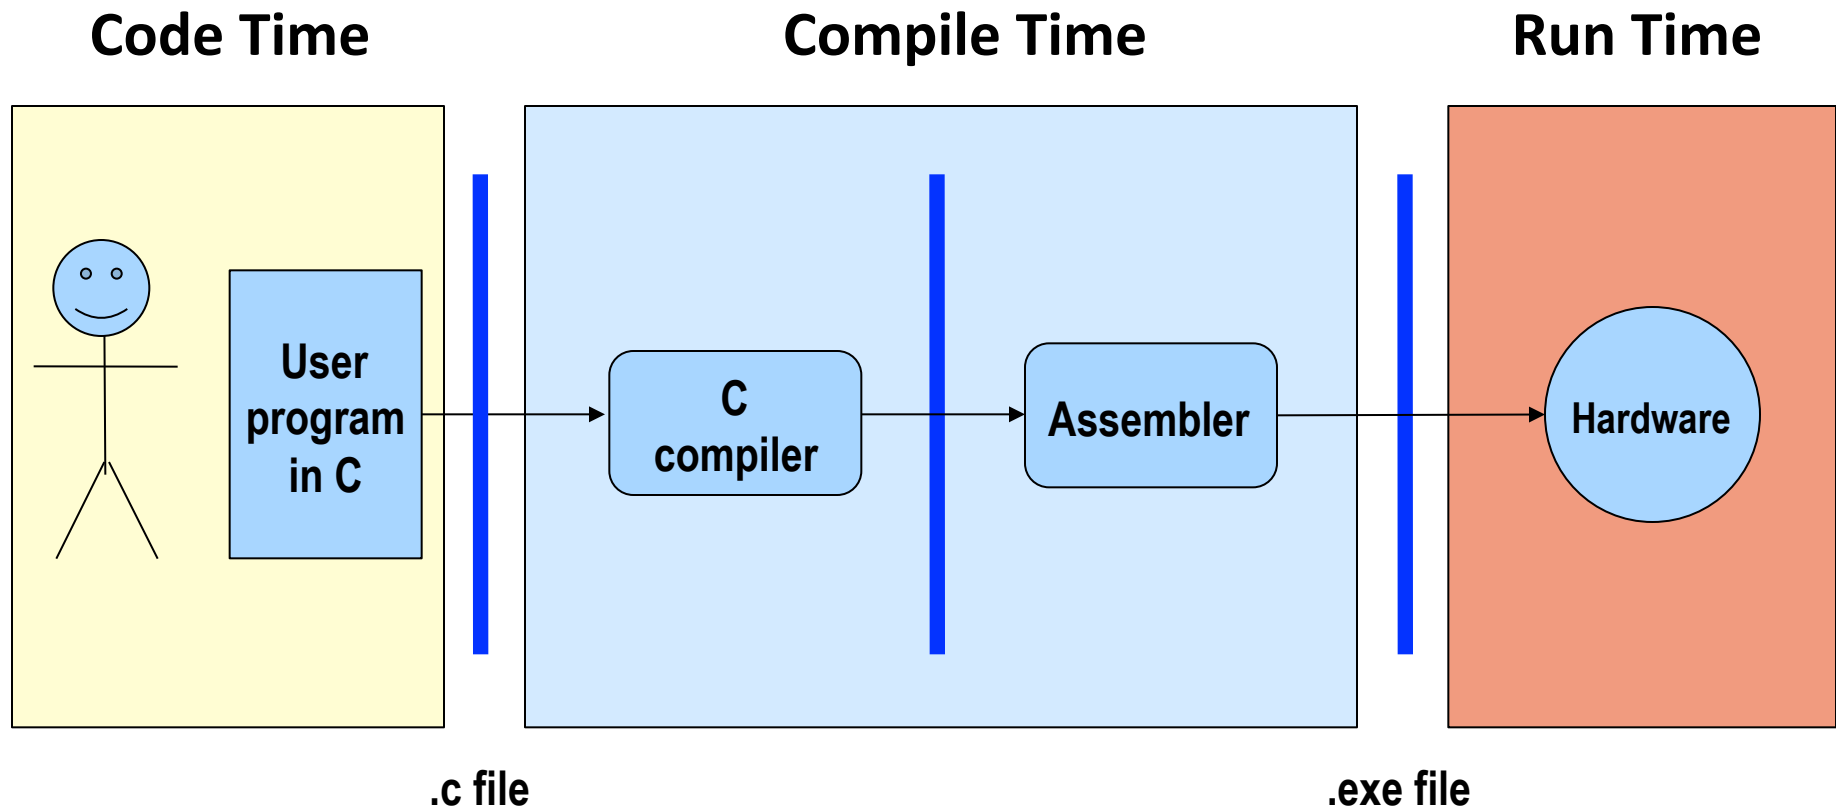 Code Time
Compile Time
Run Time
User
program
in C
C
compiler
Assembler
Hardware
.c file
.exe file